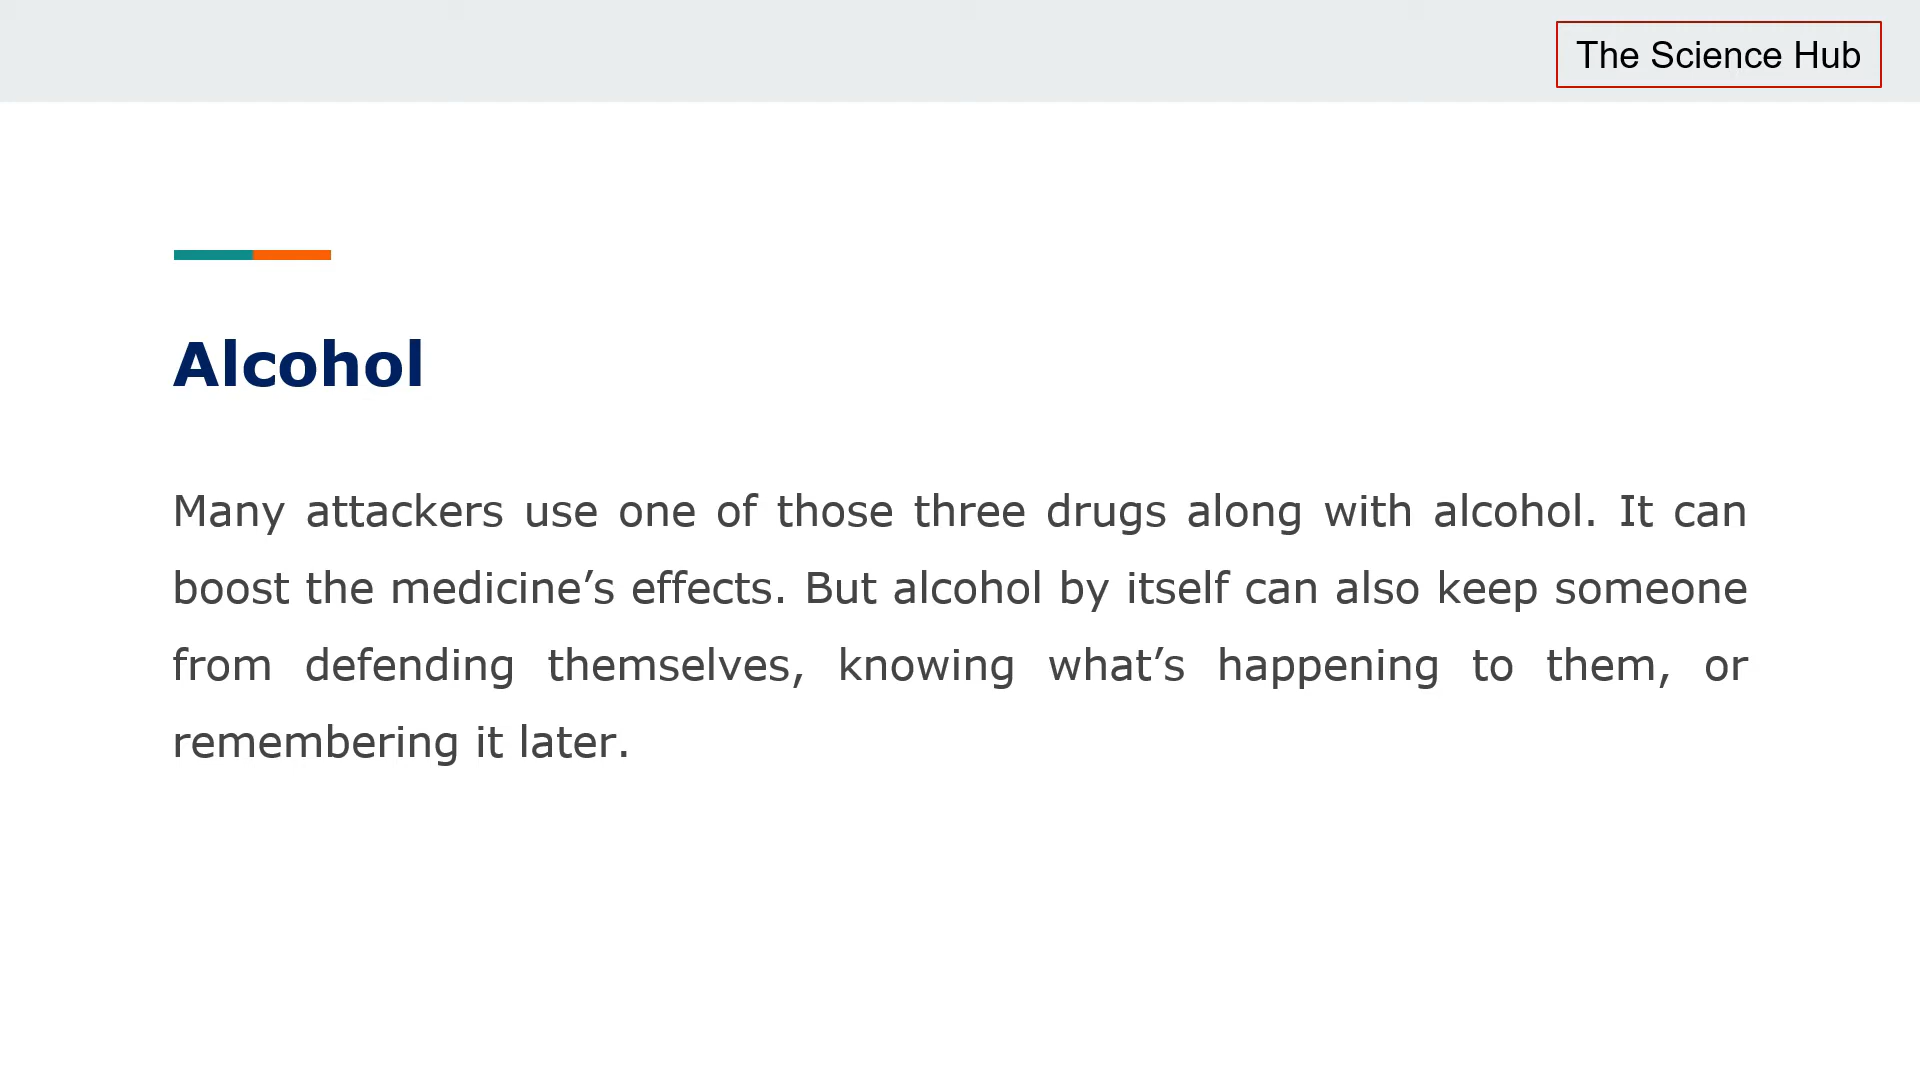 The Science Hub
Alcohol
Many attackers use one of those three drugs along with alcohol. It can
boost the medicine’s effects. But alcohol by itself can also keep someone
from defending themselves, knowing what’s happening to them, or
remembering it later.